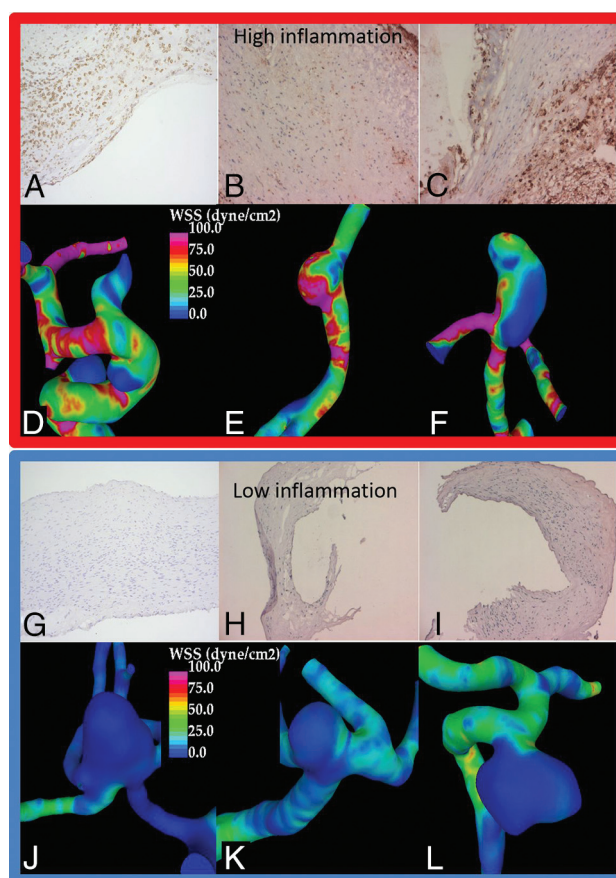 High inflammation
A
B
C
WSS (dyne/cm2)
100.0
75.0
50.0
25.0
0.0
D
E
F
Low inflammation
G
H
I
WSS (dyne/cm2)
100.0
75.0
50.0
25.0
0.0
J
K
L